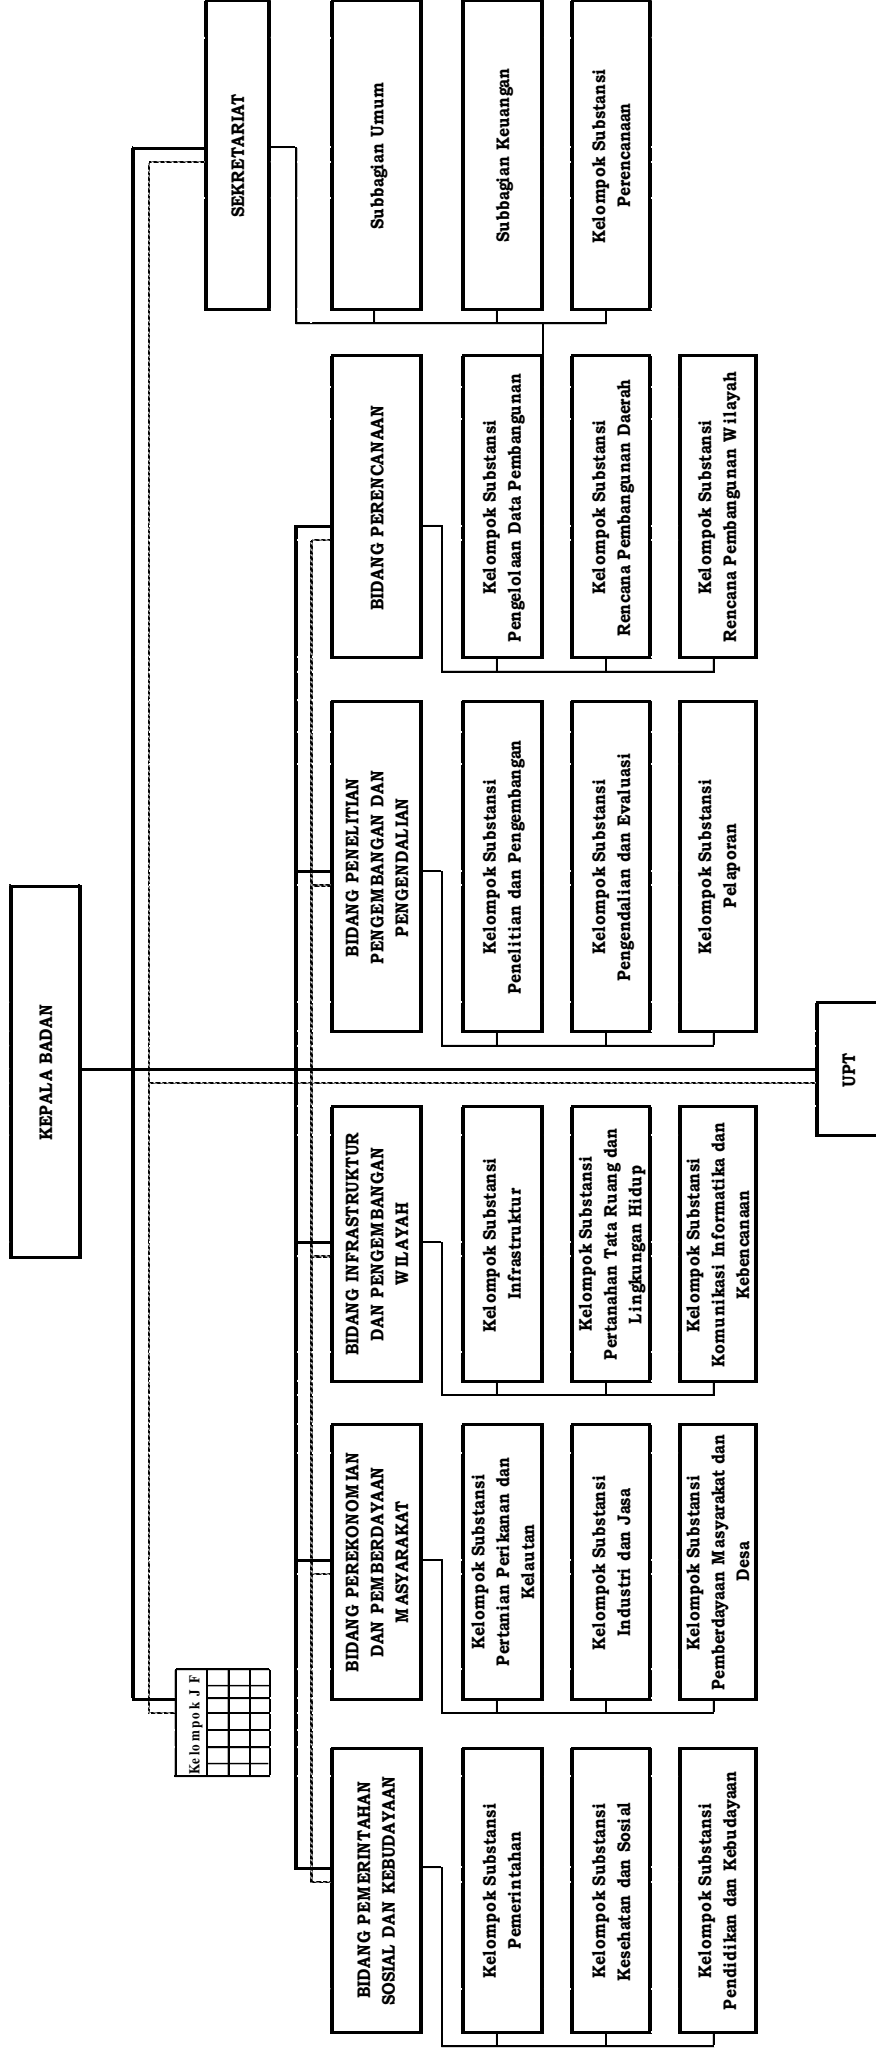 KEPALA BADAN
Kelompok J F
SEKRETARIAT
BIDANG PEMERINTAHAN
SOSIAL DAN KEBUDAYAAN
BIDANG PEREKONOMIAN
DAN PEMBERDAYAAN
MASYARAKAT
BIDANG INFRASTRUKTUR
DAN PENGEMBANGAN
WILAYAH
BIDANG PENELITIAN
PENGEMBANGAN DAN
PENGENDALIAN
BIDANG PERENCANAAN
Subbagian Umum
Kelompok Substansi
Pemerintahan
Kelompok Substansi
Pertanian Perikanan dan
Kelautan
Kelompok Substansi
Infrastruktur
Kelompok Substansi
Penelitian dan Pengembangan
Kelompok Substansi
Pengelolaan Data Pembangunan
Subbagian Keuangan
Kelompok Substansi
Kesehatan dan Sosial
Kelompok Substansi
Industri dan Jasa
Kelompok Substansi
Pertanahan Tata Ruang dan
Lingkungan Hidup
Kelompok Substansi
Pengendalian dan Evaluasi
Kelompok Substansi
Rencana Pembangunan Daerah
Kelompok Substansi
Perencanaan
Kelompok Substansi
Pendidikan dan Kebudayaan
Kelompok Substansi
Pemberdayaan Masyarakat dan
Desa
Kelompok Substansi
Komunikasi Informatika dan
Kebencanaan
Kelompok Substansi
Pelaporan
Kelompok Substansi
Rencana Pembangunan Wilayah
UPT